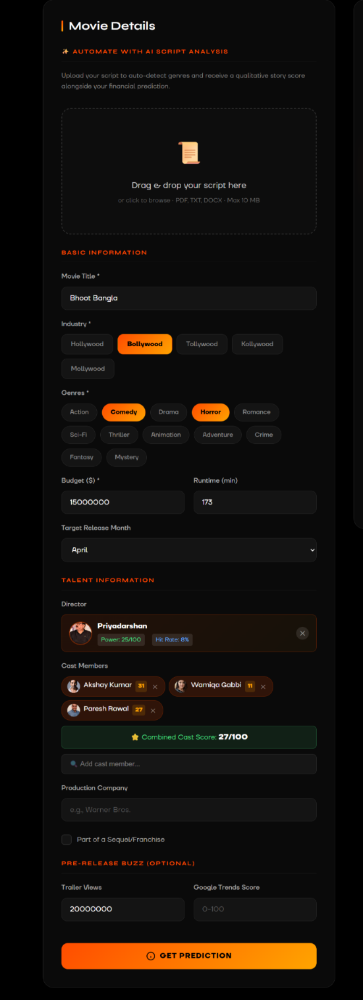 Movie Details
✨ AUTOMATE WITH AI SCRIPT ANALYSIS
Upload your script to auto-detect genres and receive a qualitative story score
alongside your financial prediction.
Drag & drop your script here
or click to browse · PDF, TXT, DOCX · Max 10 MB
BASIC INFORMATION
Movie Title *
Bhoot Bangla
Industry *
Hollywood Bollywood Tollywood Kollywood
Mollywood
Genres *
Action Comedy Drama Horror Romance
Sci-Fi Thriller Animation Adventure Crime
Fantasy Mystery
Budget ($) * Runtime (min)
15000000 173
Target Release Month
April
TALENT INFORMATION
Director
Priyadarshan
Power: 25/100 Hit Rate: 8%
Cast Members
Akshay Kumar 31 × Wamiqa Gabbi 11 ×
Paresh Rawal 27 ×
⭐ Combined Cast Score: 27/100
🔍 Add cast member...
Production Company
e.g., Warner Bros.
Part of a Sequel/Franchise
PRE-RELEASE BUZZ (OPTIONAL)
Trailer Views Google Trends Score
20000000 0-100
GET PREDICTION